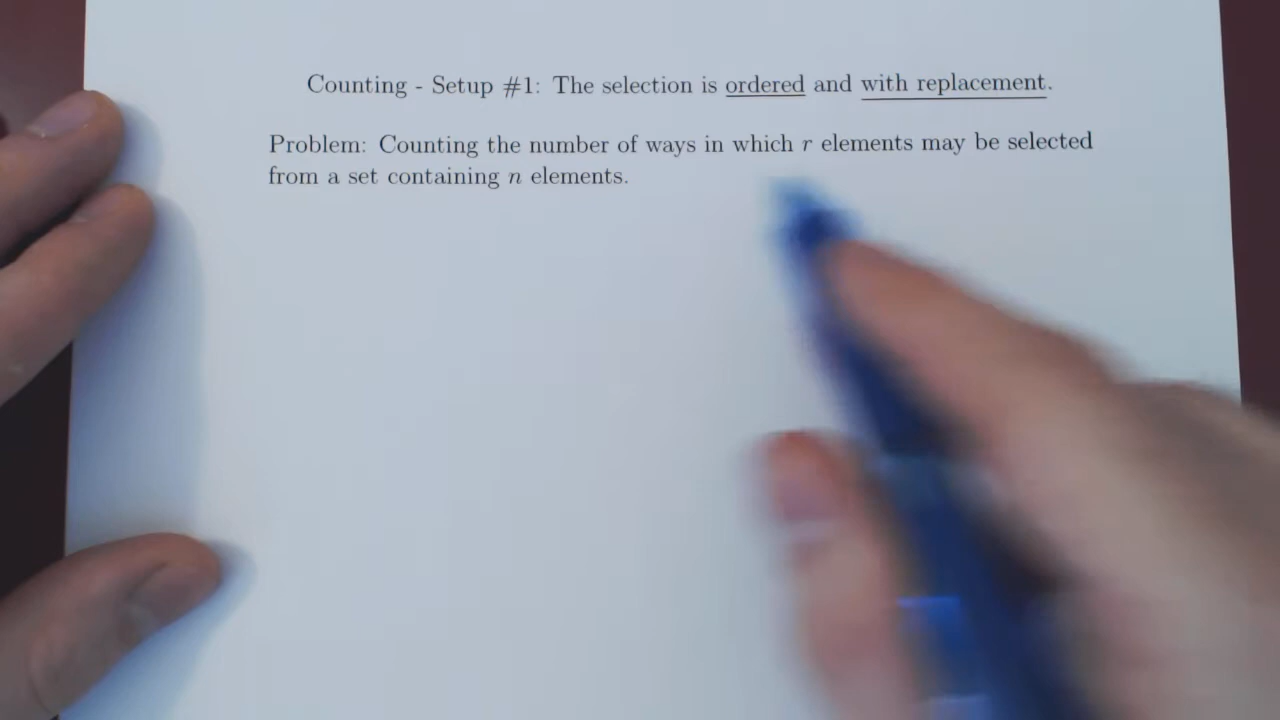 Counting - Setup #1: The selection is ordered and with replacement.
Problem: Counting the number of ways in which r elements may be selected
from a set containing n elements.